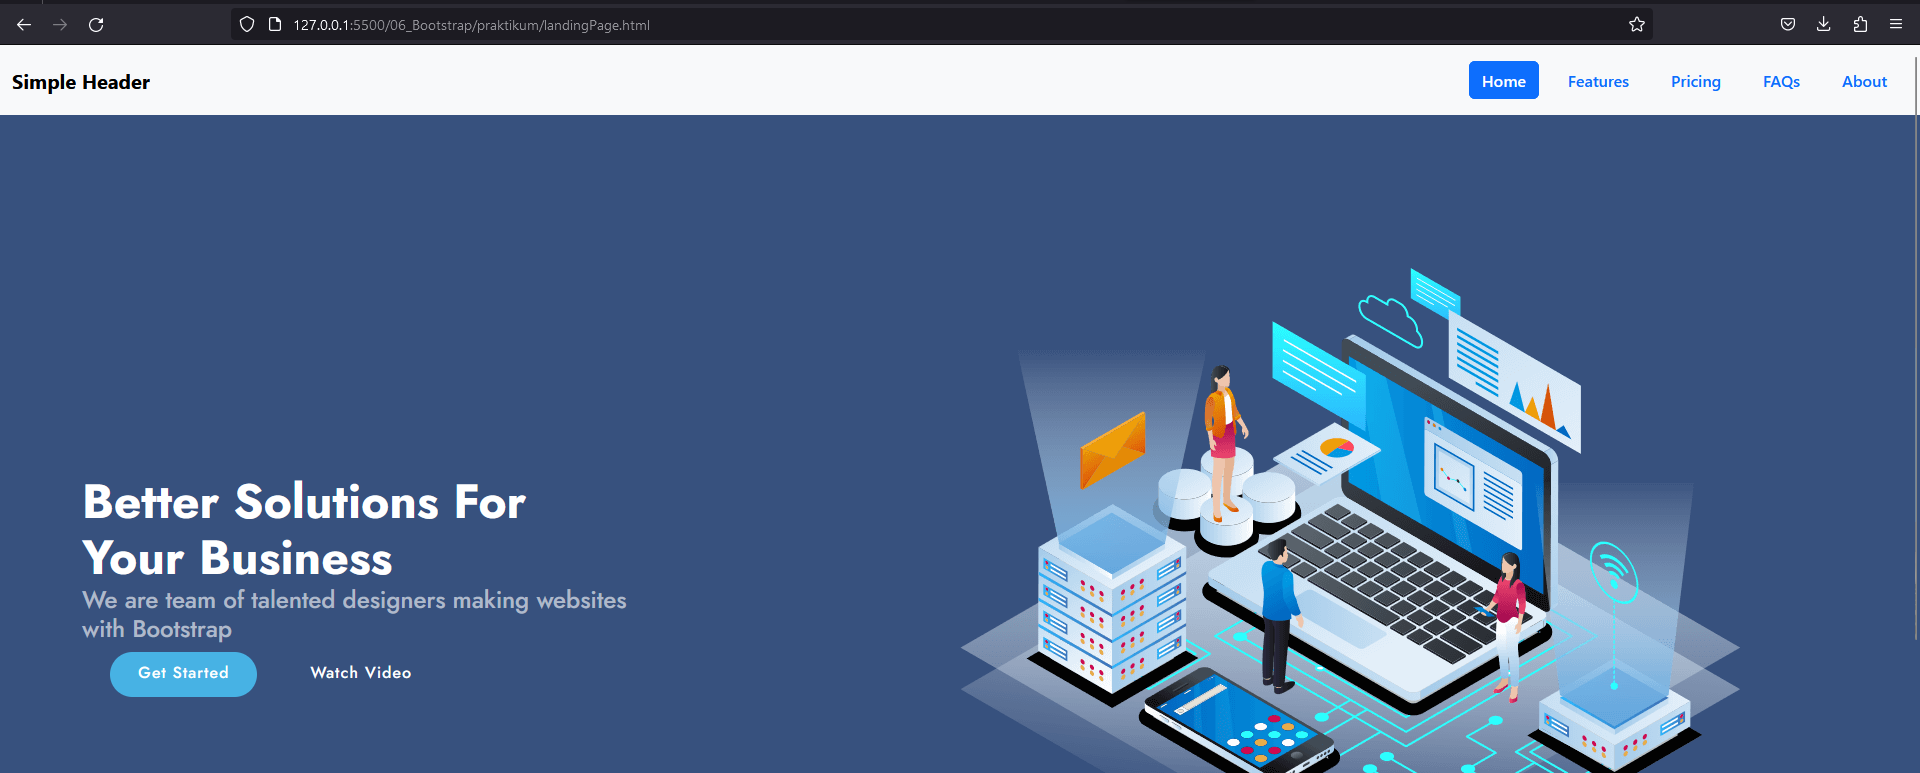 127.0.0.1:5500/06_Bootstrap/praktikum/landingPage.html
Simple Header
Home
Features
Pricing
FAQs
About
Better Solutions For
Your Business
We are team of talented designers making websites
with Bootstrap
Get Started
Watch Video